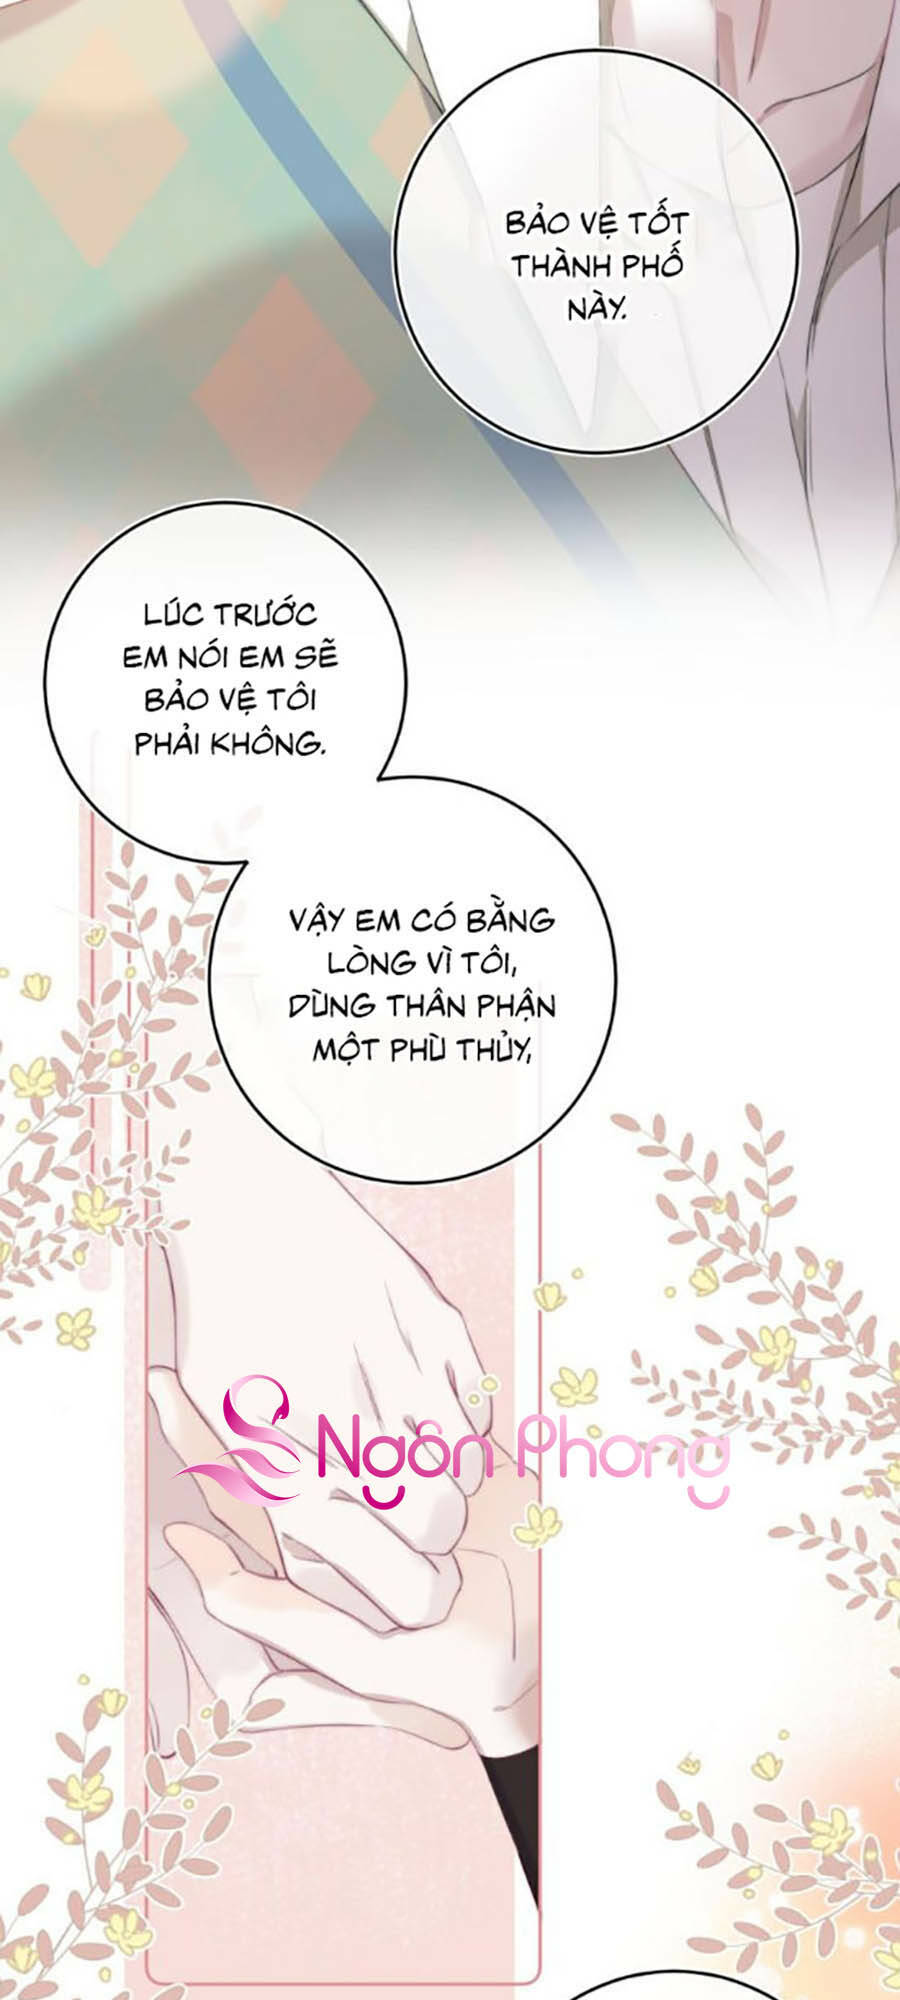 BẢO VỆ TỐT
THÀNH PHỐ
NÀY.
LÚC TRƯỚC
EM NÓI EM SẼ
BẢO VỆ TÔI
PHẢI KHÔNG.
VẬY EM CÓ BẰNG
LÒNG VÌ TÔI,
DÙNG THÂN PHẬN
MỘT PHÙ THỦY,
Ngôn Phong